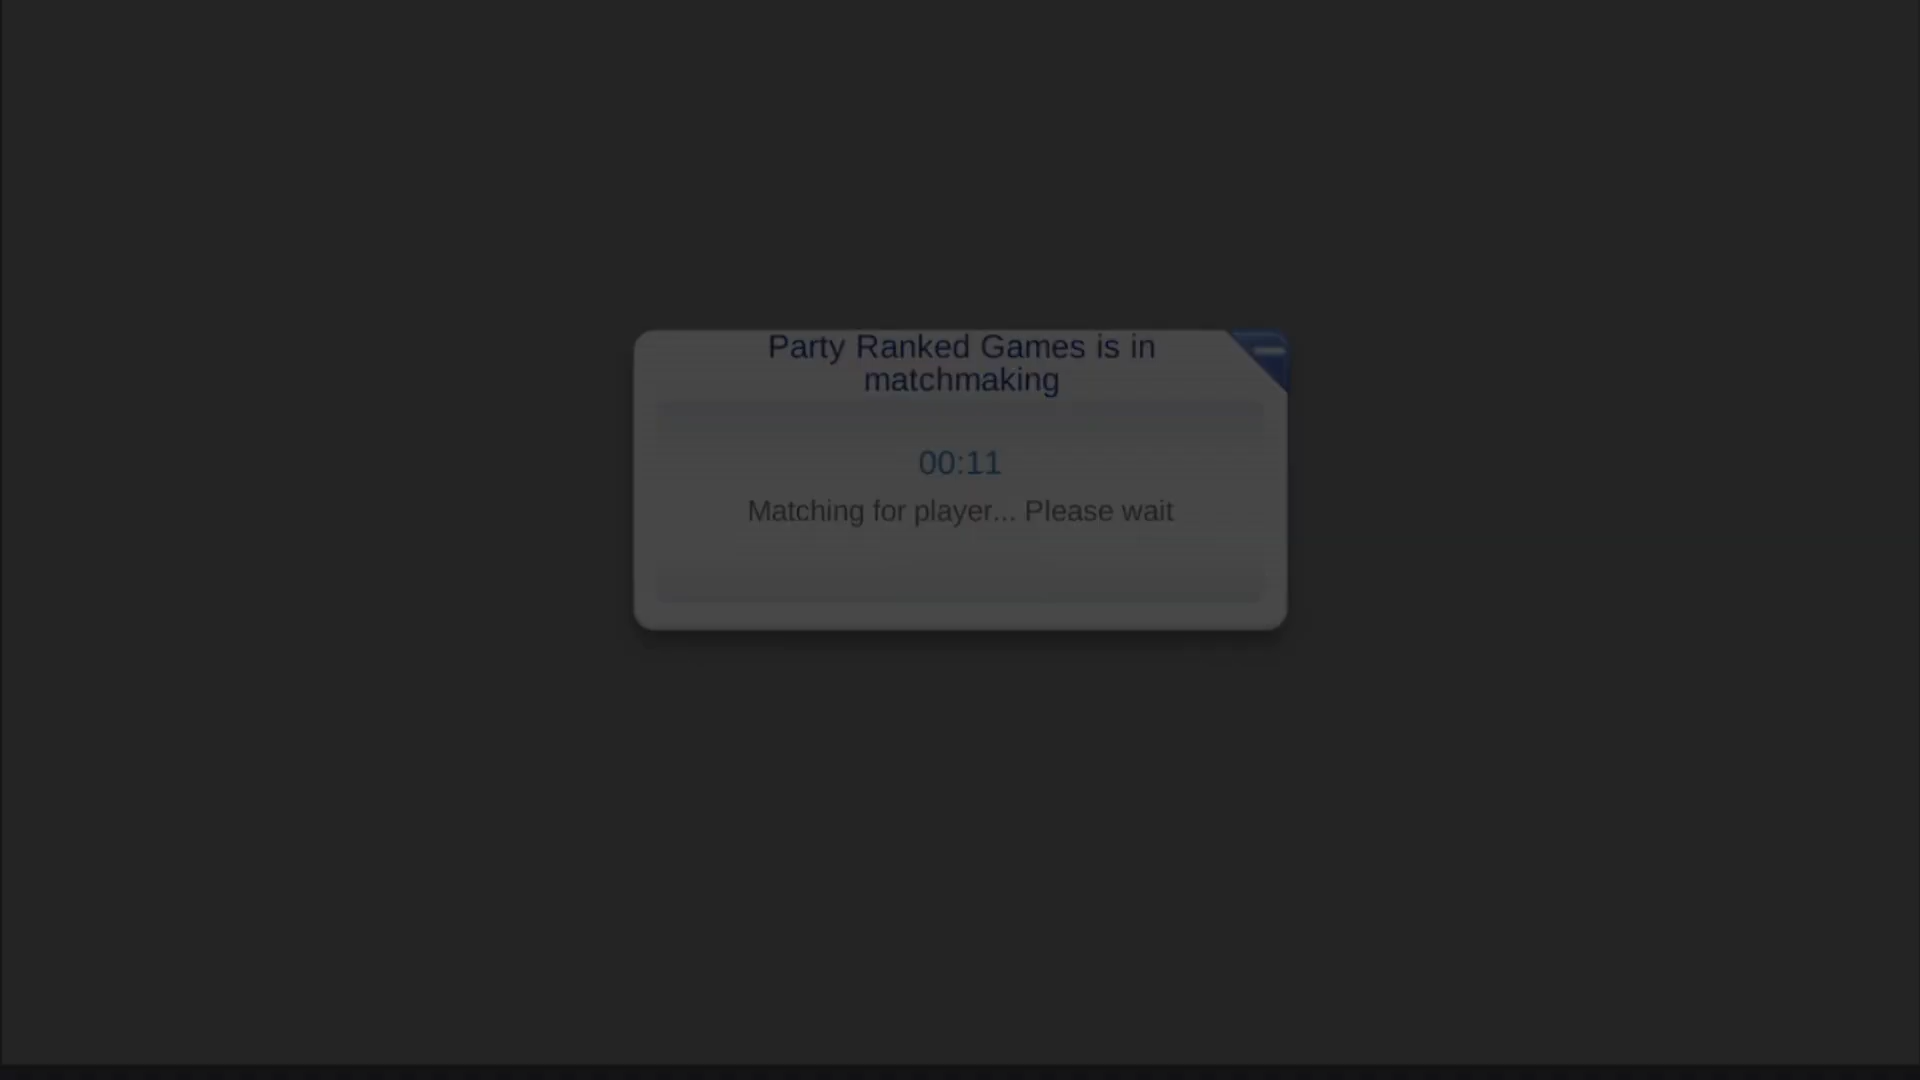 Party Ranked Games is in
matchmaking
00:11
Matching for player... Please wait